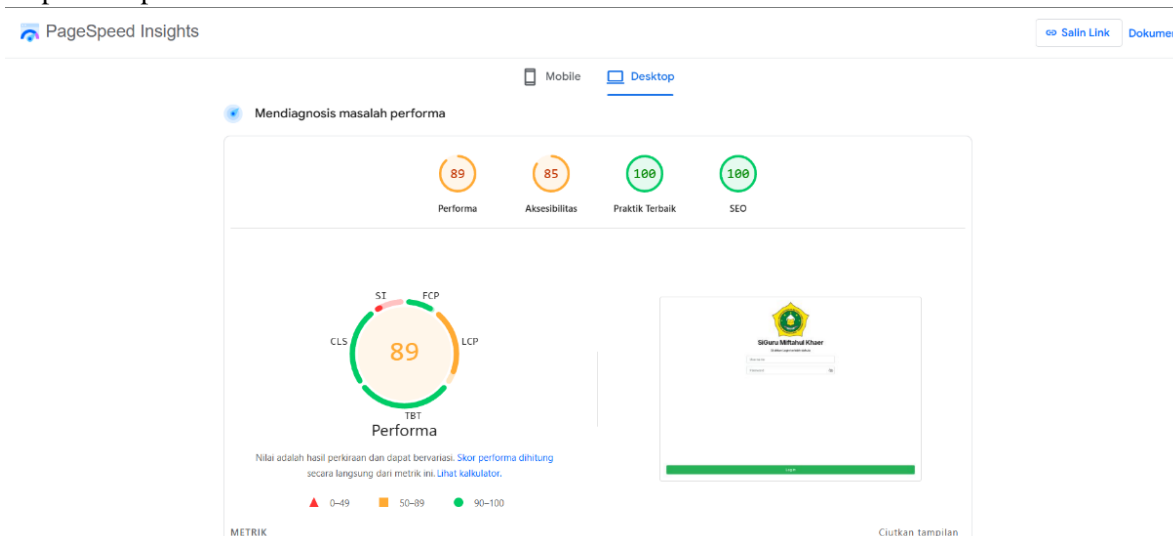 PageSpeed Insights
Salin Link
Mobile
Desktop
Mendiagnosis masalah performa
89
85
100
100
Performa
Aksesibilitas
Praktik Terbaik
SEO
SI
FCP
CLS
LCP
89
TBT
Performa
Nilai adalah hasil perkiraan dan dapat bervariasi. Skor performa dihitung
secara langsung dari metrik ini. Lihat kalkulator.
0–49
50–89
90–100
SiGuru Miftahul Khaer
METRIK
Ciutkan tampilan